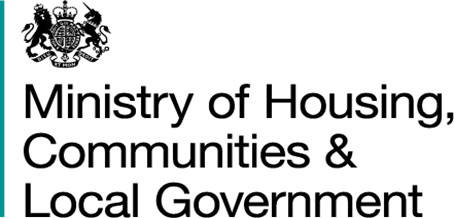 Ministry of Housing,
Communities &
Local Government